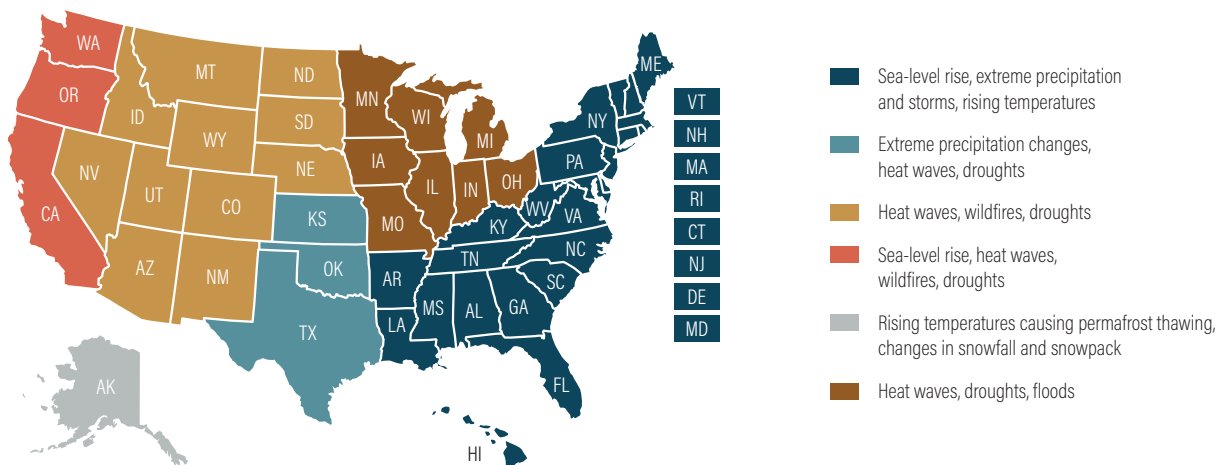 WA
OR
CA
NV
ID
MT
WY
UT
AZ
CO
NM
ND
SD
NE
KS
OK
TX
MN
IA
MO
WI
IL
MI
IN
OH
AR
LA
MS
AL
GA
FL
TN
KY
WV
VA
NC
SC
PA
NY
ME
AK
HI
VT
NH
MA
RI
CT
NJ
DE
MD
Sea-level rise, extreme precipitation
and storms, rising temperatures
Extreme precipitation changes,
heat waves, droughts
Heat waves, wildfires, droughts
Sea-level rise, heat waves,
wildfires, droughts
Rising temperatures causing permafrost thawing,
changes in snowfall and snowpack
Heat waves, droughts, floods